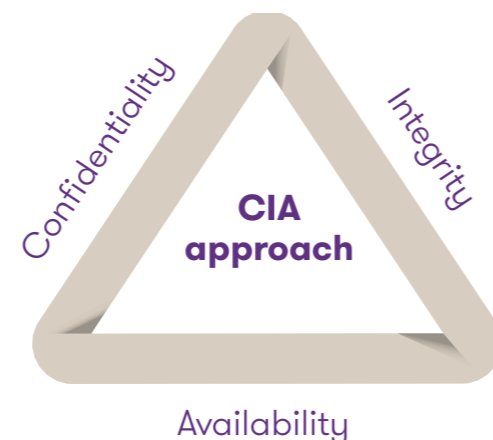 Confidentiality
Integrity
CIA
approach
Availability